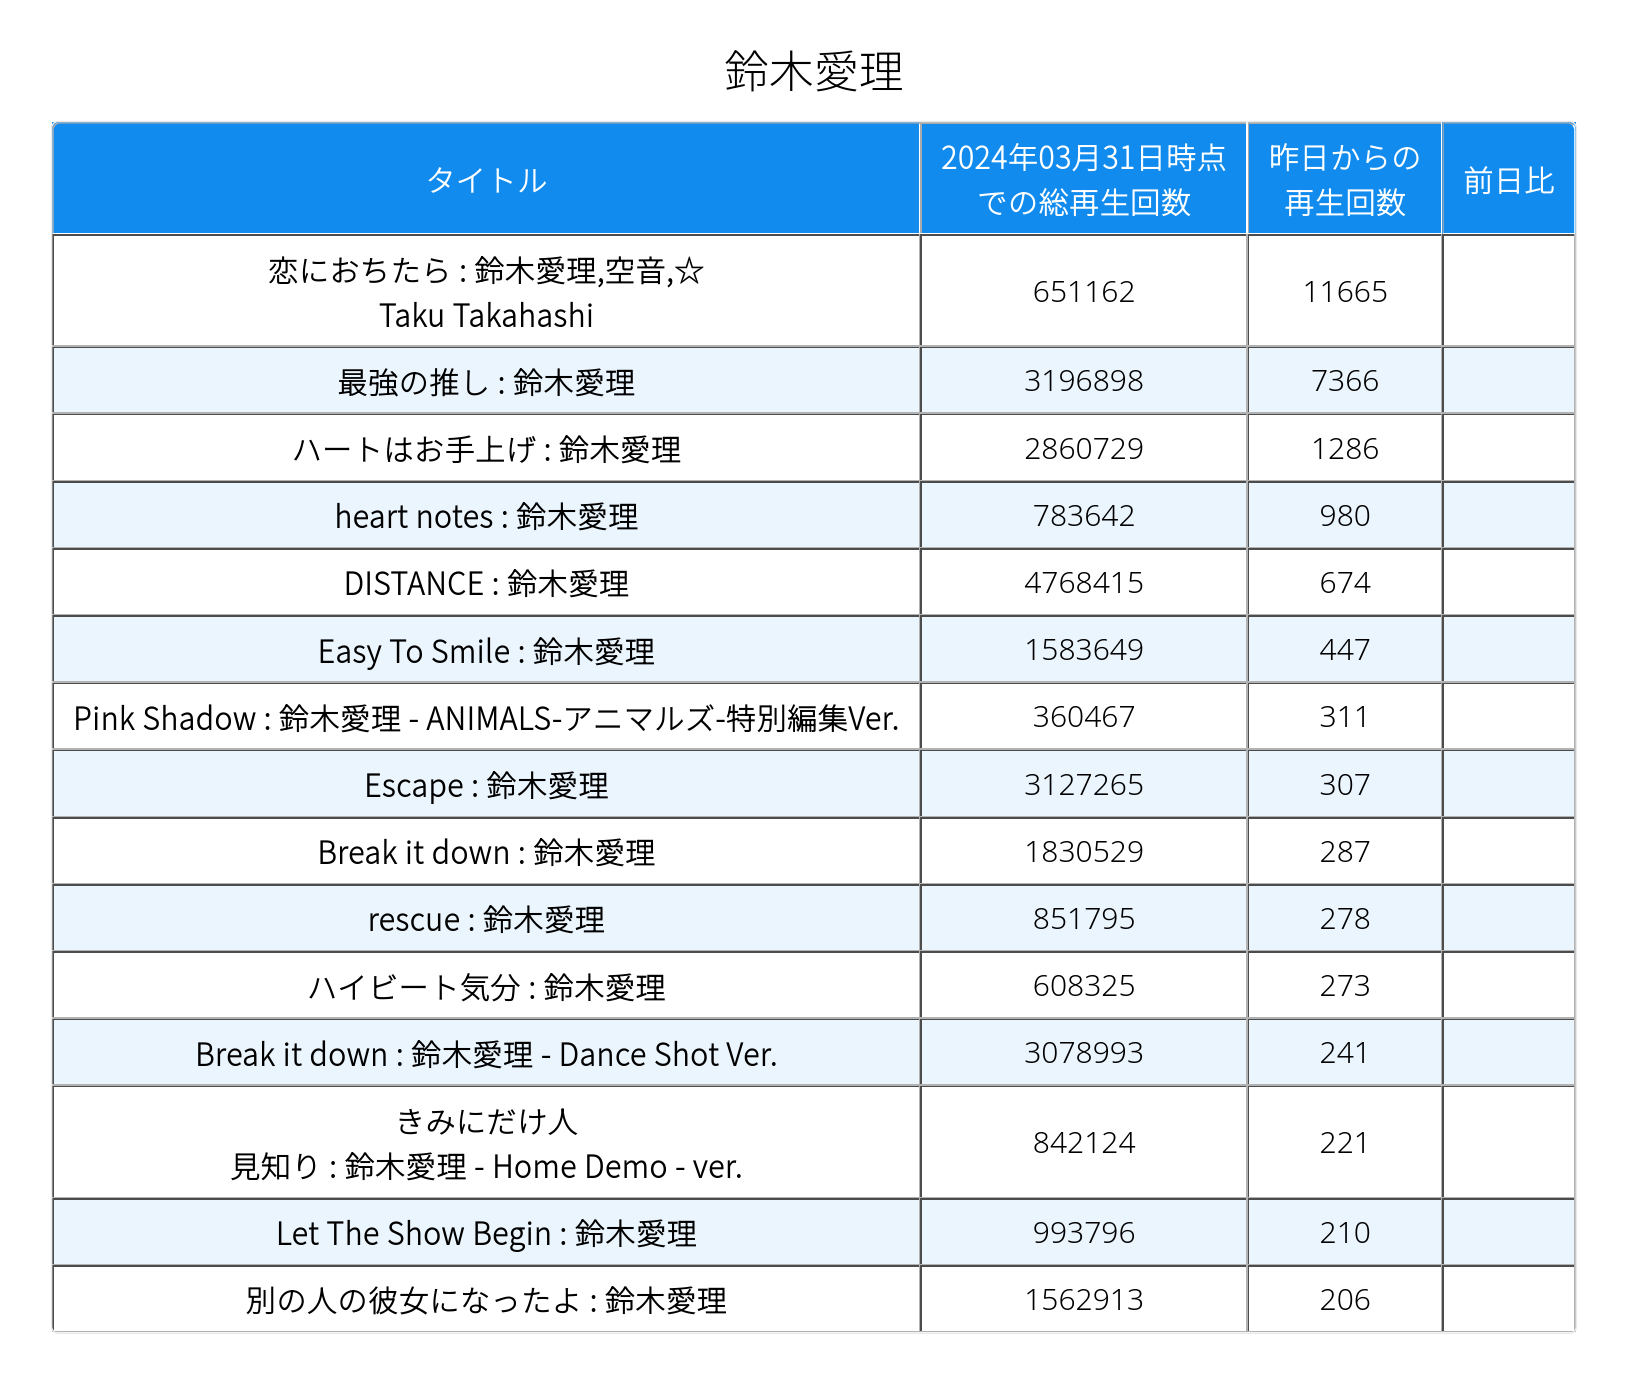 鈴木愛理
タイトル
2024年03月31日時点
での総再生回数
昨日からの
再生回数
前日比
恋におちたら : 鈴木愛理,空音,☆
Taku Takahashi
651162
11665
最強の推し : 鈴木愛理
3196898
7366
ハートはお手上げ : 鈴木愛理
2860729
1286
heart notes : 鈴木愛理
783642
980
DISTANCE : 鈴木愛理
4768415
674
Easy To Smile : 鈴木愛理
1583649
447
Pink Shadow : 鈴木愛理 - ANIMALS-アニマルズ-特別編集Ver.
360467
311
Escape : 鈴木愛理
3127265
307
Break it down : 鈴木愛理
1830529
287
rescue : 鈴木愛理
851795
278
ハイビート気分 : 鈴木愛理
608325
273
Break it down : 鈴木愛理 - Dance Shot Ver.
3078993
241
きみにだけ人
見知り : 鈴木愛理 - Home Demo - ver.
842124
221
Let The Show Begin : 鈴木愛理
993796
210
別の人の彼女になったよ : 鈴木愛理
1562913
206